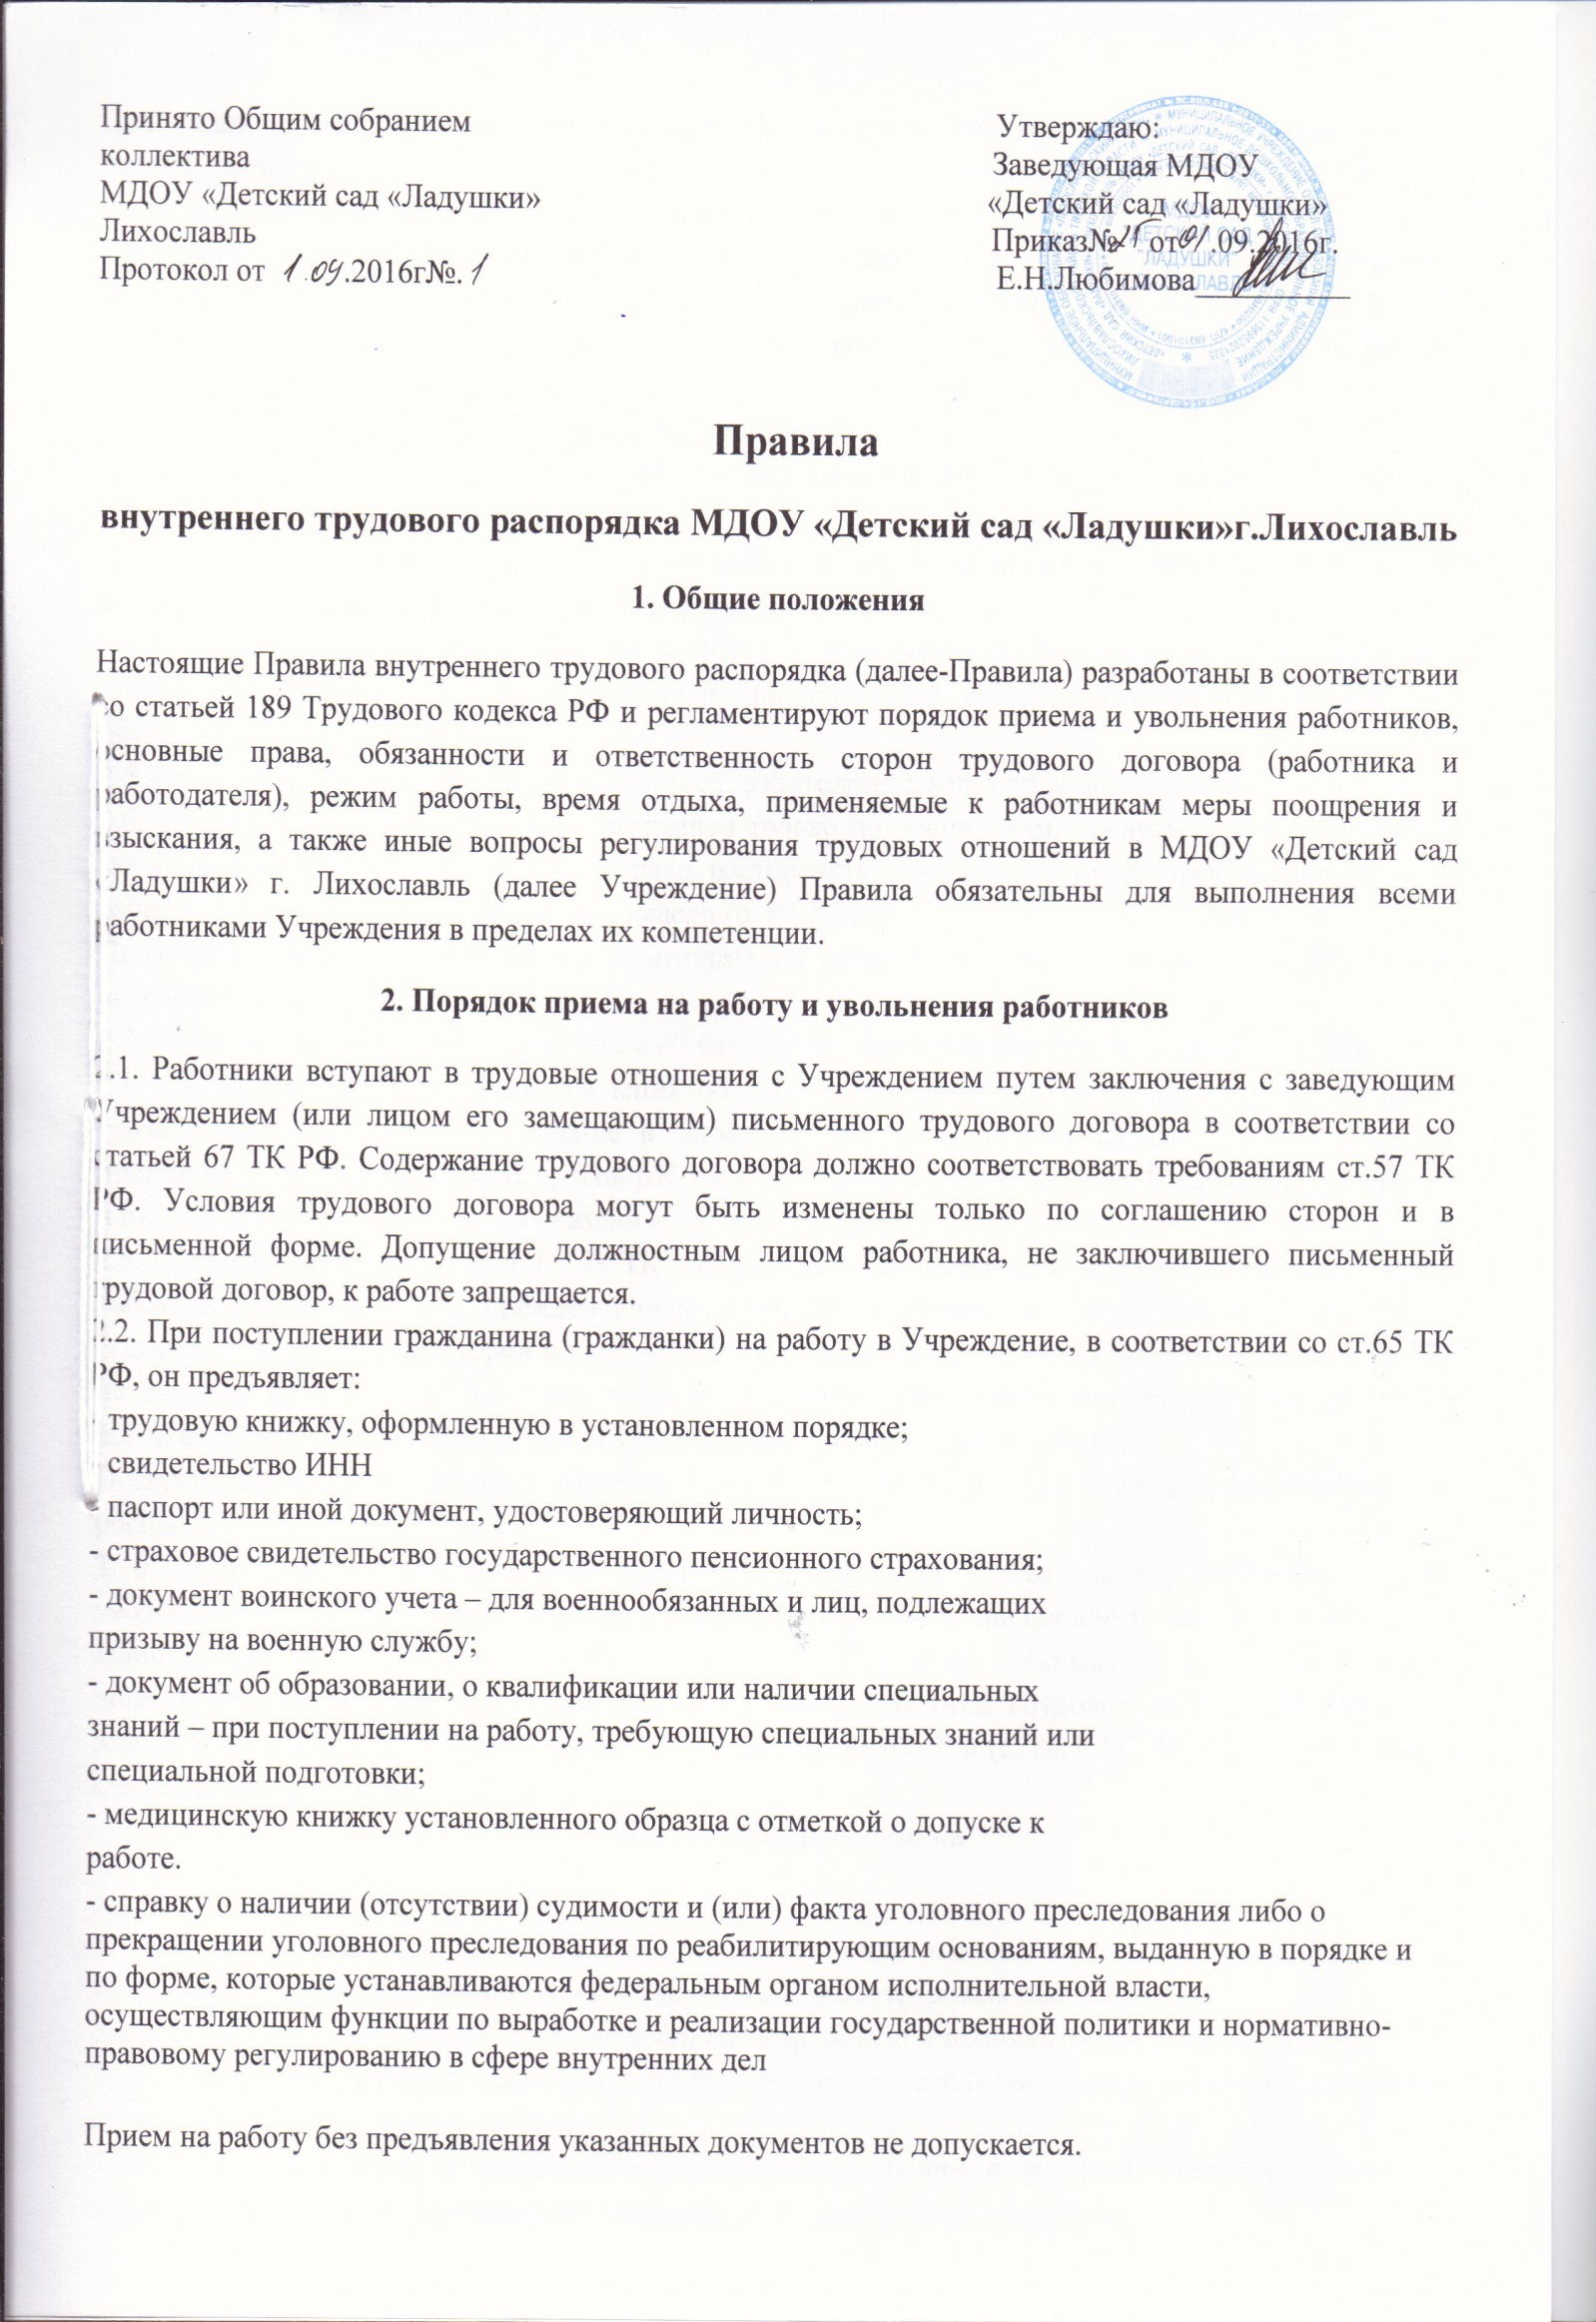 Принято Общим собранием
коллектива
МДОУ «Детский сад «Ладушки»
Лихославль
Протокол от 1.09.2016г№.1
Утверждаю:
Заведующая МДОУ
«Детский сад «Ладушки»
Приказ№ от 01.09.2016г.
Е.Н.Любимова
Правила
внутреннего трудового распорядка МДОУ «Детский сад «Ладушки»г.Лихославль
1. Общие положения
Настоящие Правила внутреннего трудового распорядка (далее-Правила) разработаны в соответствии
со статьей 189 Трудового кодекса РФ и регламентируют порядок приема и увольнения работников,
основные права, обязанности и ответственность сторон трудового договора (работника и
работодателя), режим работы, время отдыха, применяемые к работникам меры поощрения и
взыскания, а также иные вопросы регулирования трудовых отношений в МДОУ «Детский сад
«Ладушки» г. Лихославль (далее Учреждение) Правила обязательны для выполнения всеми
работниками Учреждения в пределах их компетенции.
2. Порядок приема на работу и увольнения работников
2.1. Работники вступают в трудовые отношения с Учреждением путем заключения с заведующим
Учреждением (или лицом его замещающим) письменного трудового договора в соответствии со
статьей 67 ТК РФ. Содержание трудового договора должно соответствовать требованиям ст.57 ТК
РФ. Условия трудового договора могут быть изменены только по соглашению сторон и в
письменной форме. Допущение должностным лицом работника, не заключившего письменный
трудовой договор, к работе запрещается.
2.2. При поступлении гражданина (гражданки) на работу в Учреждение, в соответствии со ст.65 ТК
РФ, он предъявляет:
- трудовую книжку, оформленную в установленном порядке;
- свидетельство ИНН
- паспорт или иной документ, удостоверяющий личность;
- страховое свидетельство государственного пенсионного страхования;
- документ воинского учета – для военнообязанных и лиц, подлежащих
призыву на военную службу;
- документ об образовании, о квалификации или наличии специальных
знаний – при поступлении на работу, требующую специальных знаний или
специальной подготовки;
- медицинскую книжку установленного образца с отметкой о допуске к
работе.
- справку о наличии (отсутствии) судимости и (или) факта уголовного преследования либо о
прекращении уголовного преследования по реабилитирующим основаниям, выданную в порядке и
по форме, которые устанавливаются федеральным органом исполнительной власти,
осуществляющим функции по выработке и реализации государственной политики и нормативно-
правовому регулированию в сфере внутренних дел
Прием на работу без предъявления указанных документов не допускается.